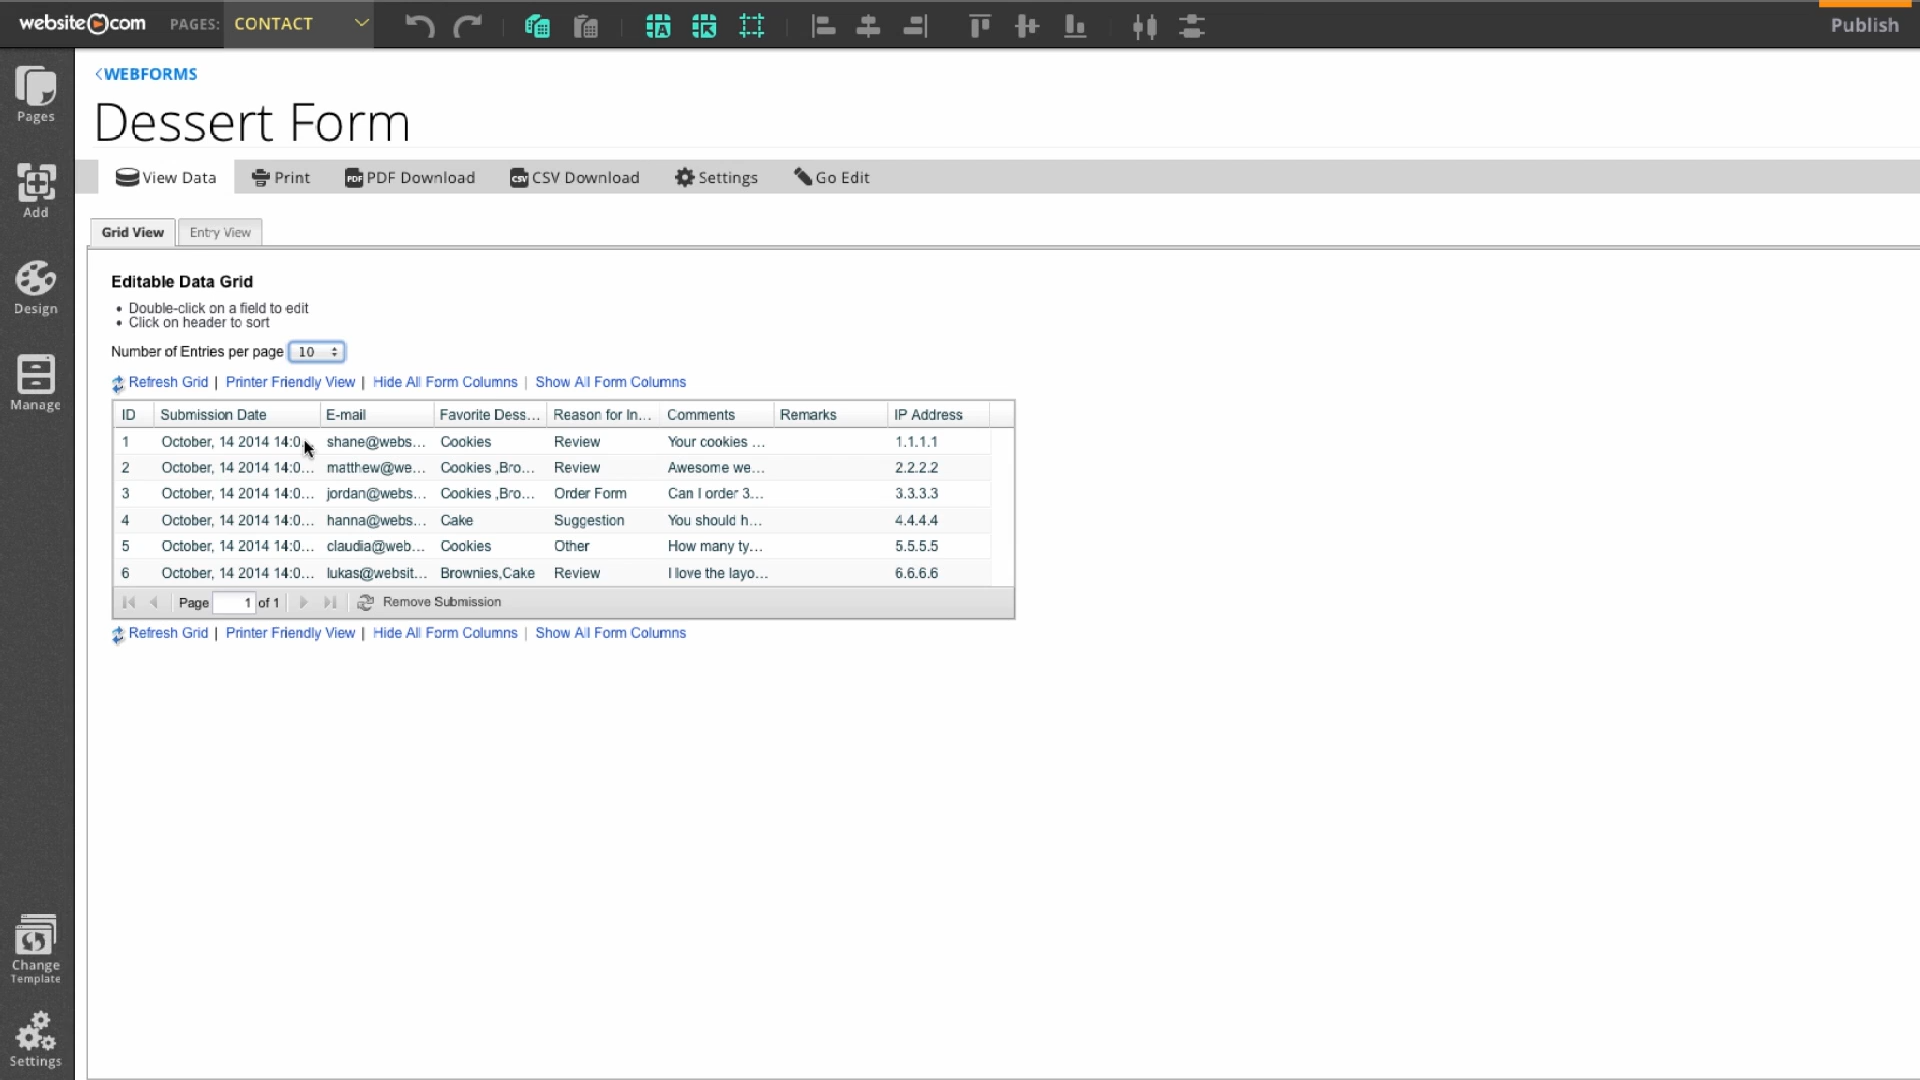 website.com PAGES: CONTACT Publish
Pages
Add
Design
Manage
Change
Template
Settings
<WEBFORMS
Dessert Form
View Data Print PDF PDF Download CSV CSV Download Settings Go Edit
Grid View Entry View
Editable Data Grid
• Double-click on a field to edit
• Click on header to sort
Number of Entries per page 10
Refresh Grid | Printer Friendly View | Hide All Form Columns | Show All Form Columns
ID Submission Date E-mail Favorite Dess... Reason for In... Comments Remarks IP Address
1 October, 14 2014 14:0... shane@webs... Cookies Review Your cookies ... 1.1.1.1
2 October, 14 2014 14:0... matthew@we... Cookies ,Bro... Review Awesome we... 2.2.2.2
3 October, 14 2014 14:0... jordan@webs... Cookies ,Bro... Order Form Can I order 3... 3.3.3.3
4 October, 14 2014 14:0... hanna@webs... Cake Suggestion You should h... 4.4.4.4
5 October, 14 2014 14:0... claudia@web... Cookies Other How many ty... 5.5.5.5
6 October, 14 2014 14:0... lukas@websit... Brownies,Cake Review I love the layo... 6.6.6.6
Page 1 of 1 Remove Submission
Refresh Grid | Printer Friendly View | Hide All Form Columns | Show All Form Columns